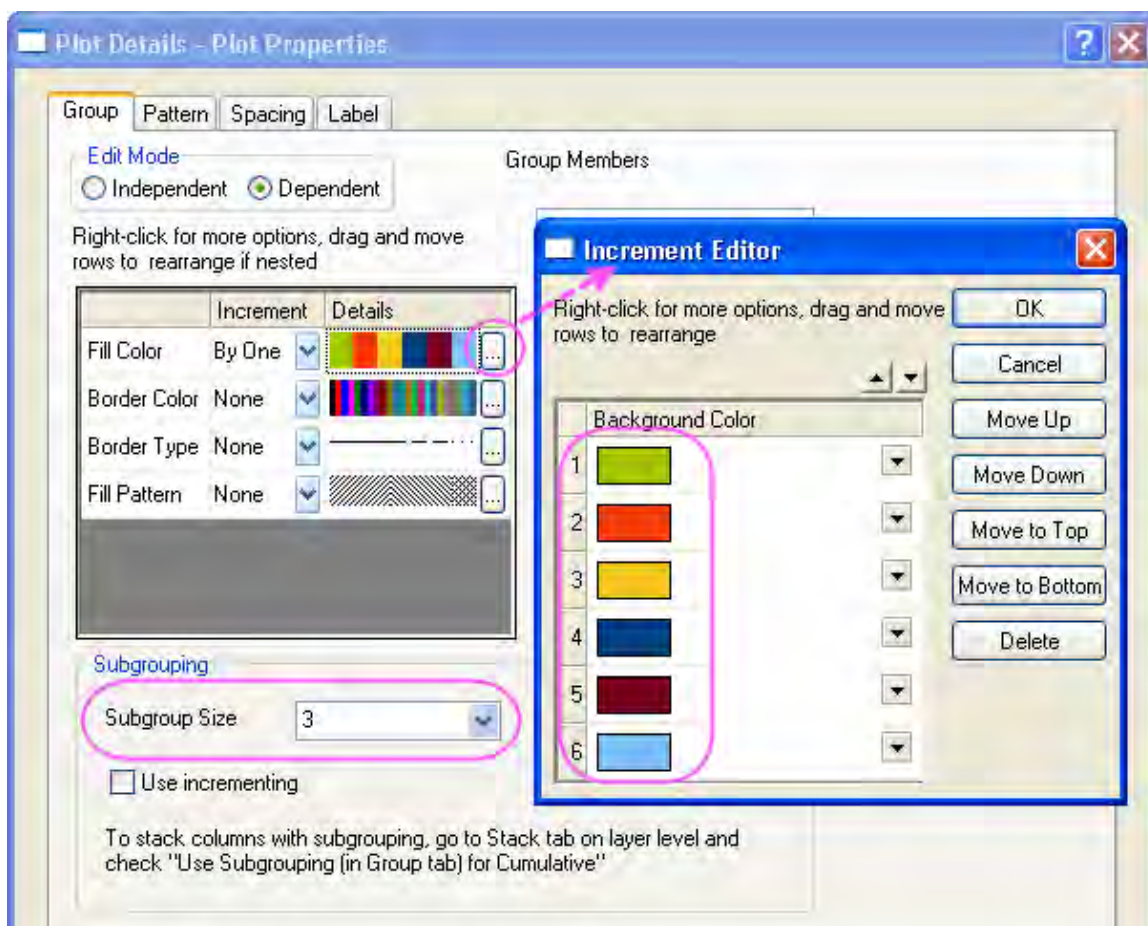 Plot Details - Plot Properties
Group Pattern Spacing Label
Edit Mode
Independent Dependent
Group Members
Right-click for more options, drag and move
rows to rearrange if nested
Increment Details
Fill Color By One ...
Border Color None ...
Border Type None ...
Fill Pattern None ...
Subgrouping
Subgroup Size 3
Use incrementing
To stack columns with subgrouping, go to Stack tab on layer level and
check "Use Subgrouping (in Group tab) for Cumulative"
Increment Editor
Right-click for more options, drag and move
rows to rearrange
Background Color
1
2
3
4
5
6
OK
Cancel
Move Up
Move Down
Move to Top
Move to Bottom
Delete